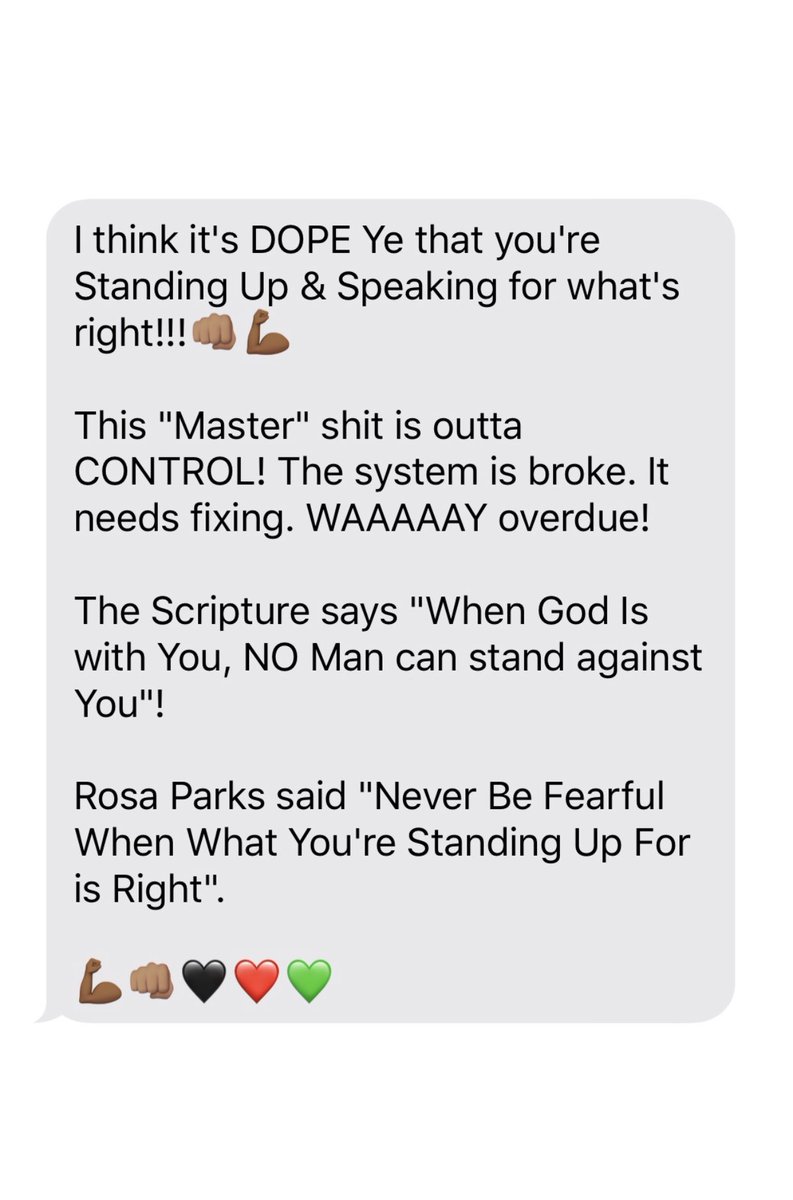 I think it's DOPE Ye that you're
Standing Up & Speaking for what's
right!!!👊🏽💪🏾
This "Master" shit is outta
CONTROL! The system is broke. It
needs fixing. WAAAAAY overdue!
The Scripture says "When God Is
with You, NO Man can stand against
You"!
Rosa Parks said "Never Be Fearful
When What You're Standing Up For
is Right".
💪🏾👊🏽🖤❤️💚